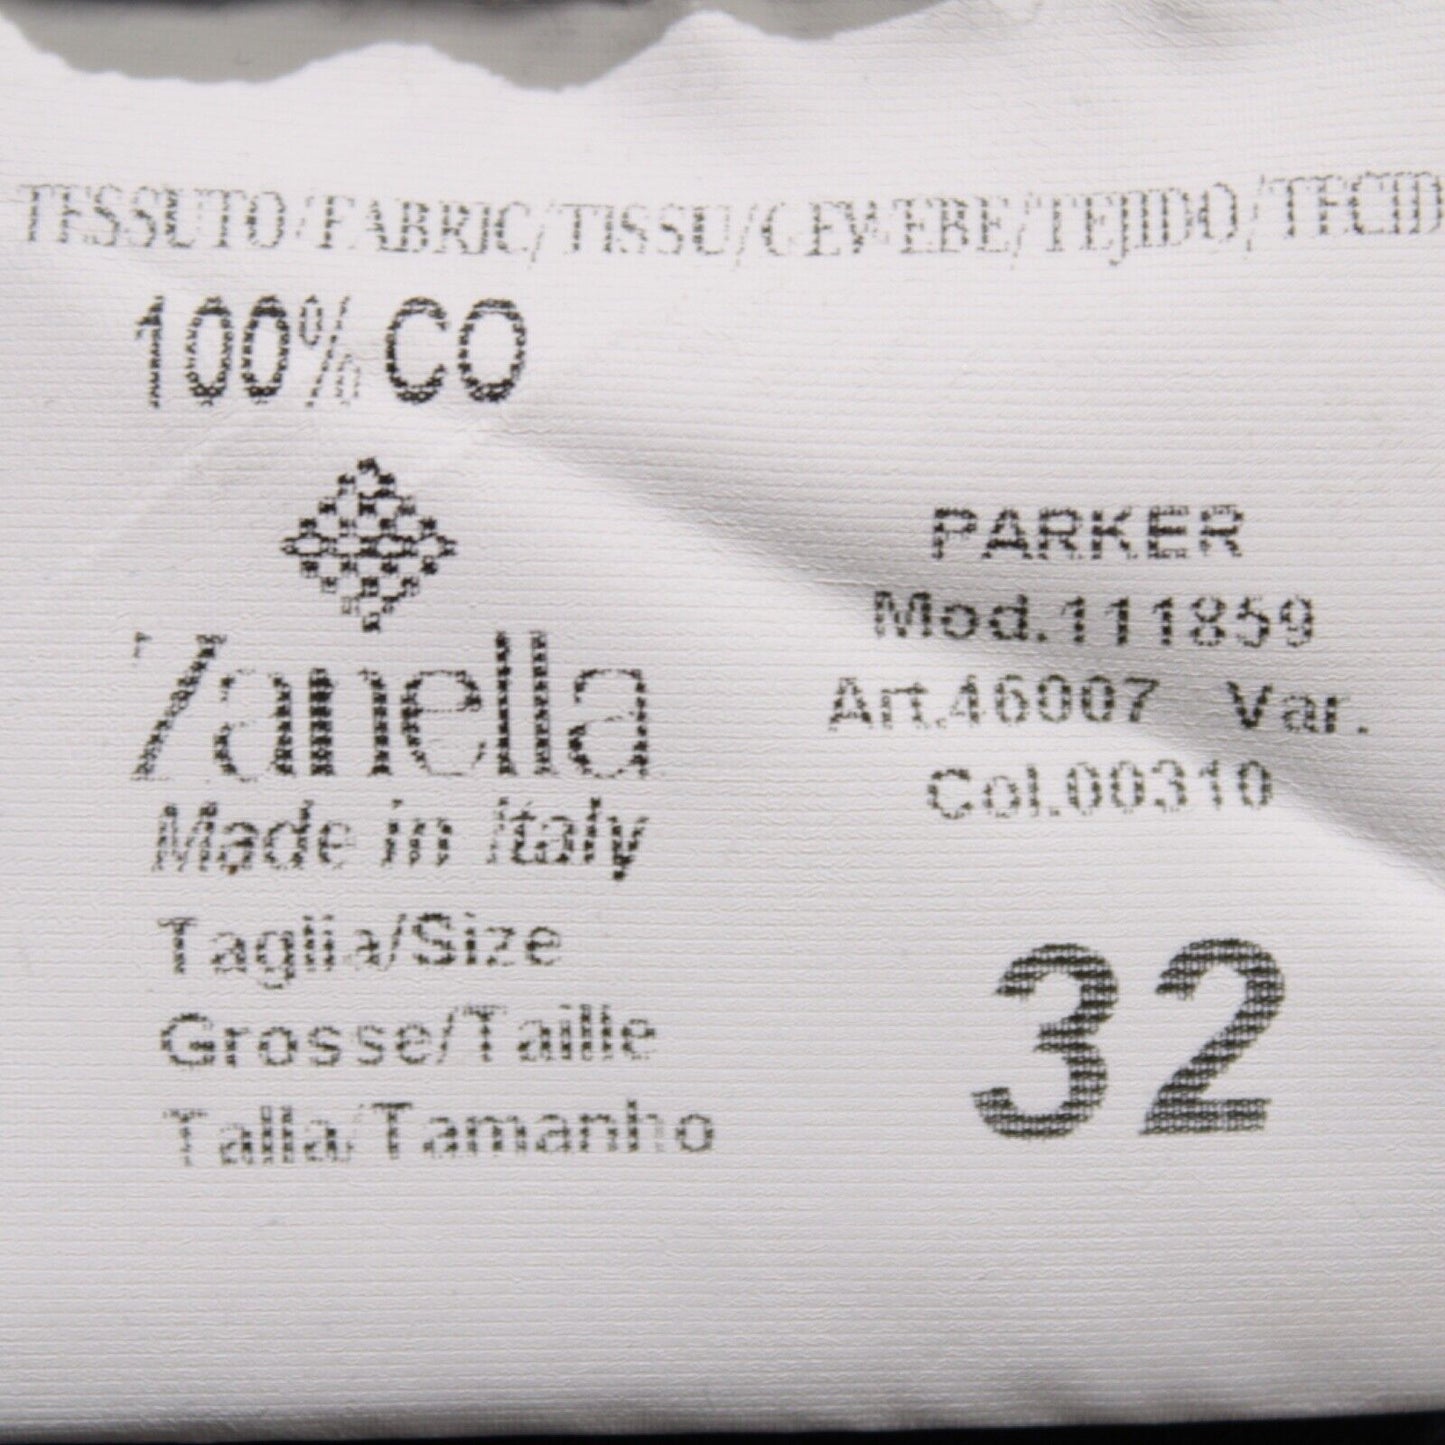 TESSUTO/FABRIC/TISSU/GEWEBE/TEJIDO/TECID
100% CO
Zanella
Made in Italy
PARKER
Mod.111859
Art.46007 Var.
Col.00310
Taglia/Size
Grosse/Taille
Talla/Tamanho
32